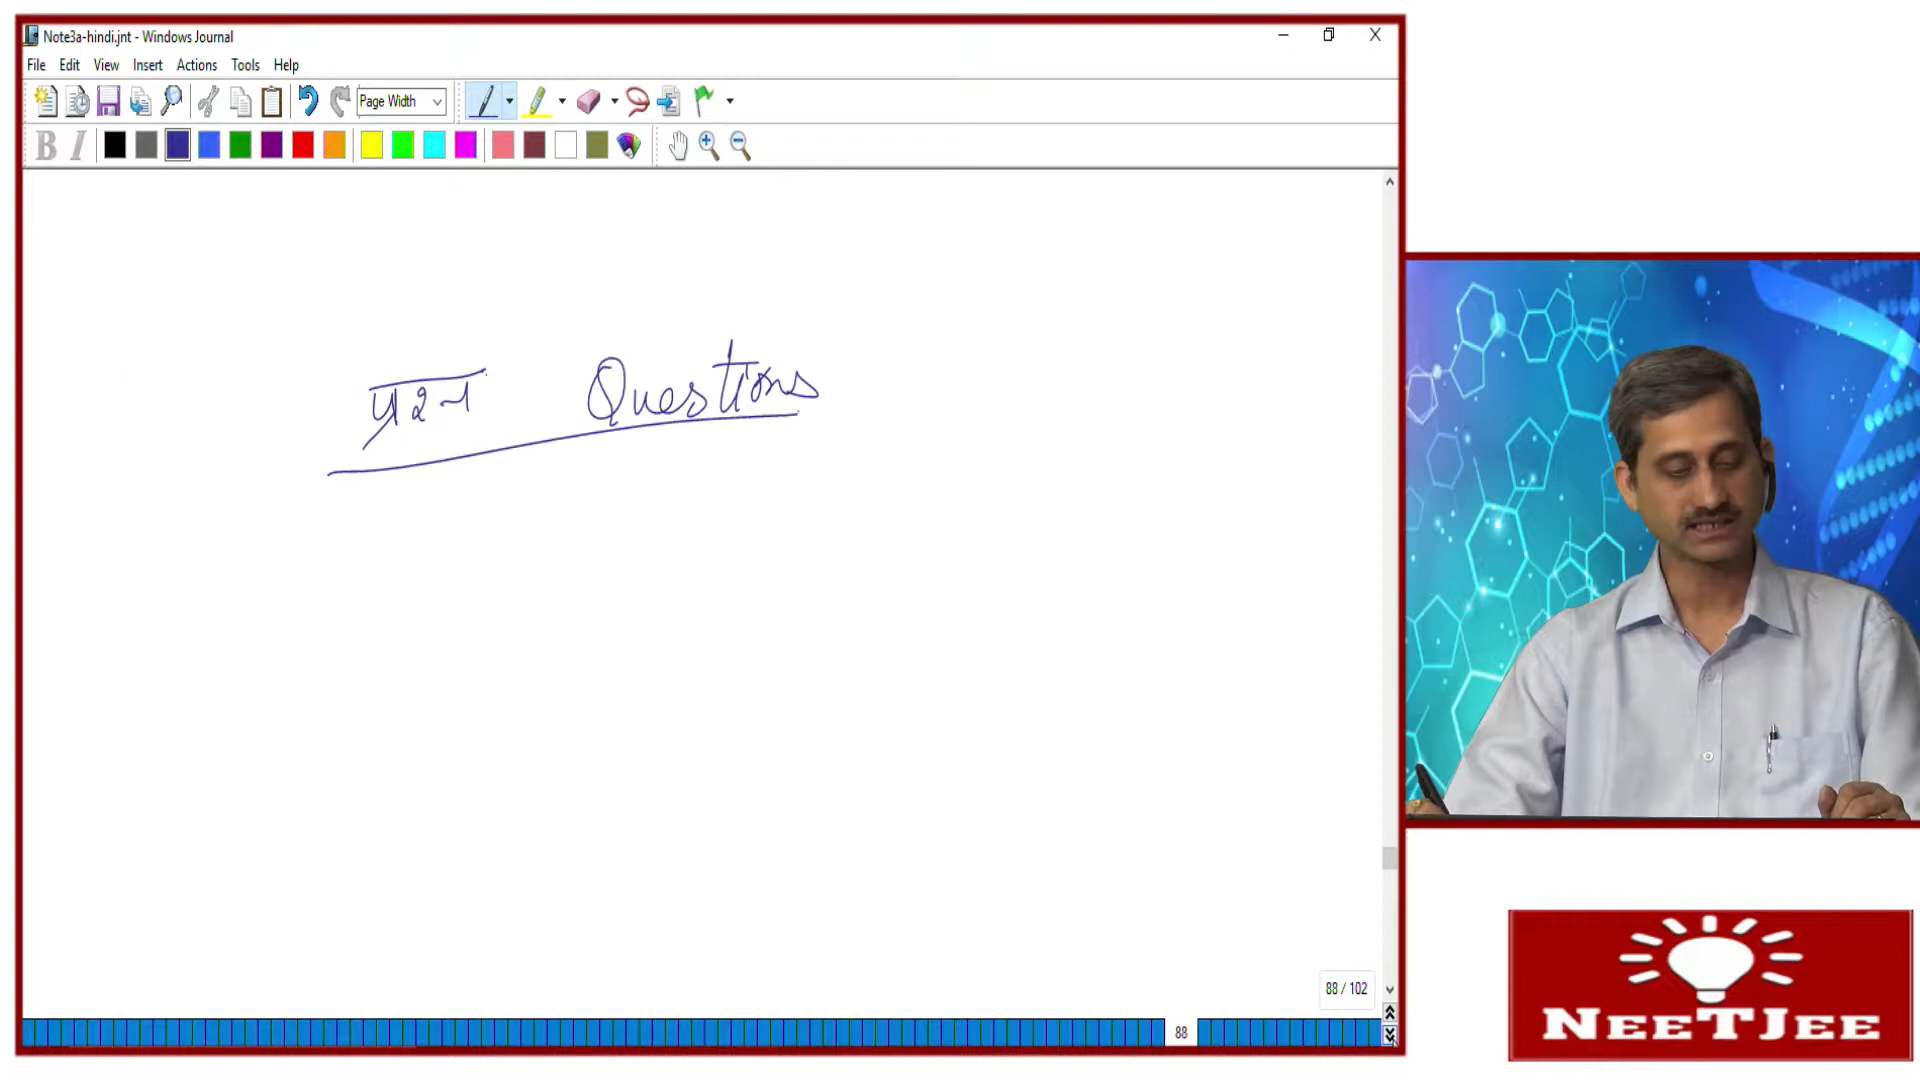 Note3a-hindi.jnt - Windows Journal
File Edit View Insert Actions Tools Help
Page Width
B I
प्रश्न Questions
88 / 102
88
NEETJEE